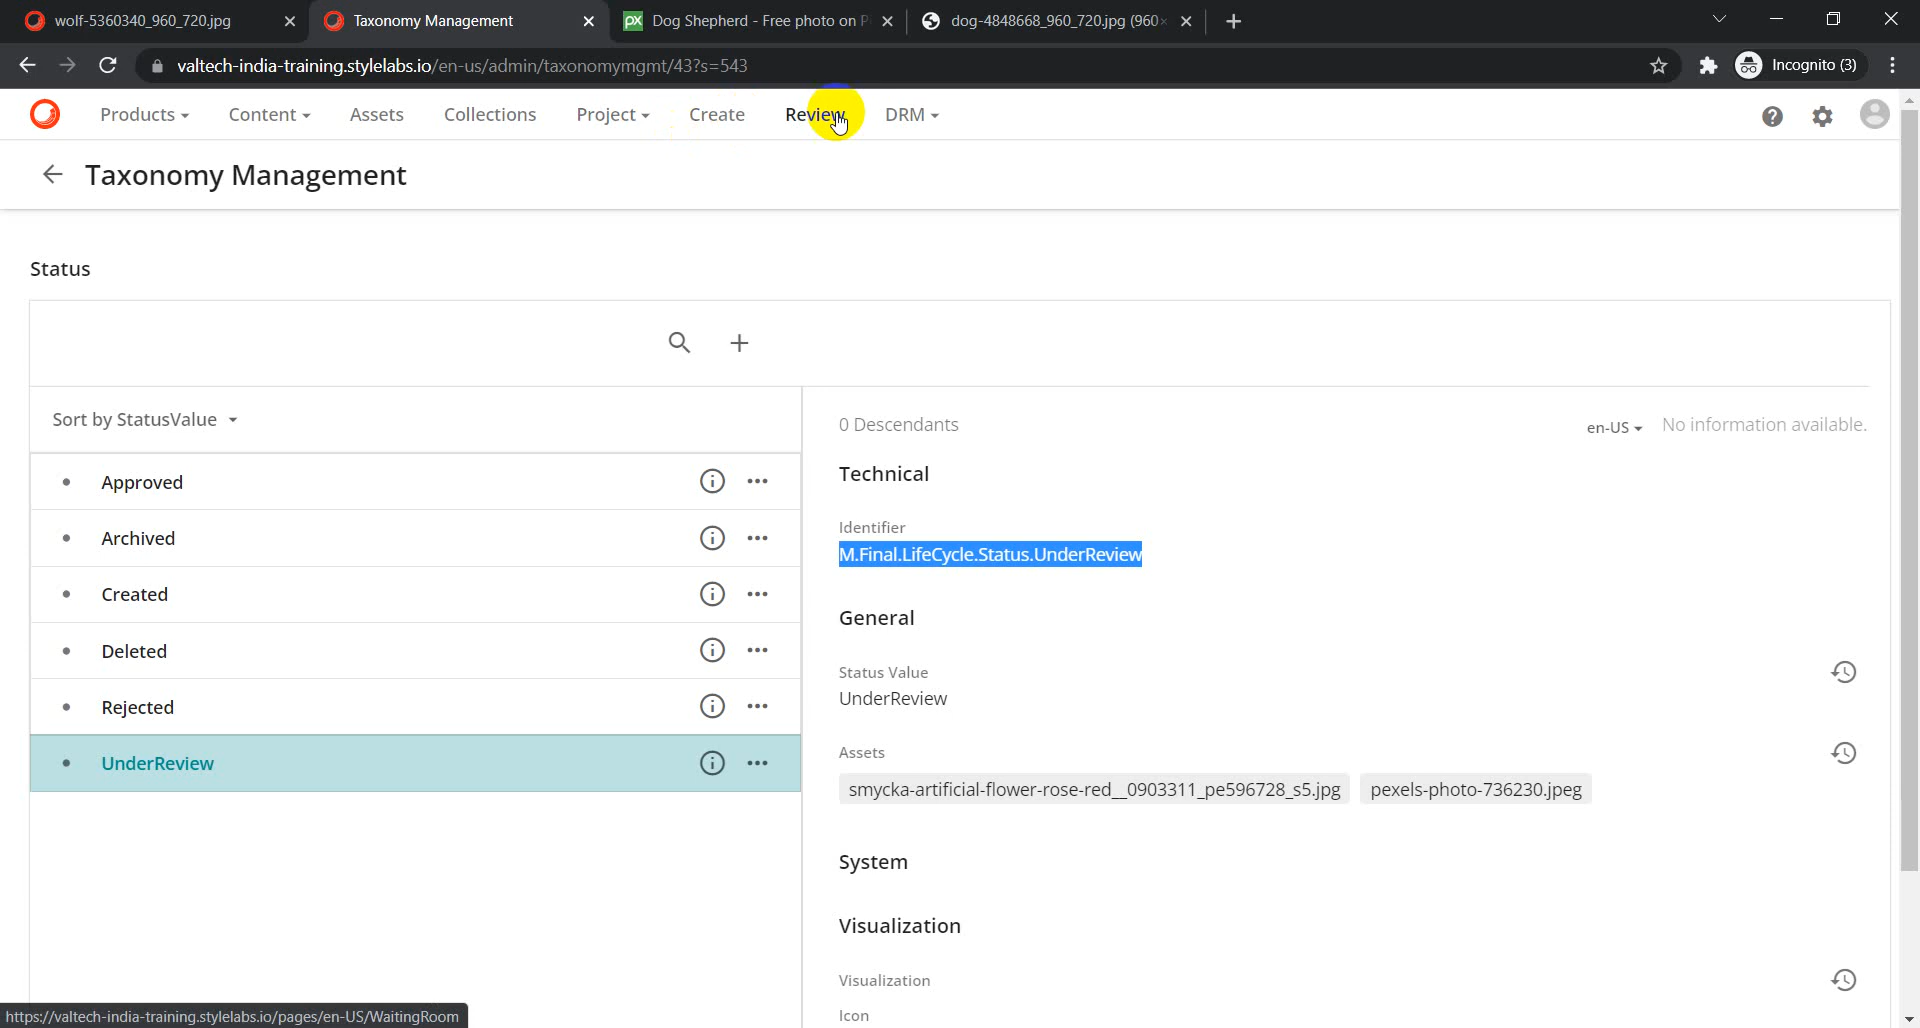 wolf-5360340_960_720.jpg
Taxonomy Management
Dog Shepherd - Free photo on P
dog-4848668_960_720.jpg (960×
valtech-india-training.stylelabs.io/en-us/admin/taxonomymgmt/43?s=543
Incognito (3)
Products
Content
Assets
Collections
Project
Create
Review
DRM
Taxonomy Management
Status
Sort by StatusValue
0 Descendants
en-US
No information available.
Technical
Approved
Identifier
Archived
M.Final.LifeCycle.Status.UnderReview
Created
General
Deleted
Status Value
UnderReview
Rejected
Assets
UnderReview
smycka-artificial-flower-rose-red__0903311_pe596728_s5.jpg
pexels-photo-736230.jpeg
System
Visualization
Visualization
Icon
https://valtech-india-training.stylelabs.io/pages/en-US/WaitingRoom